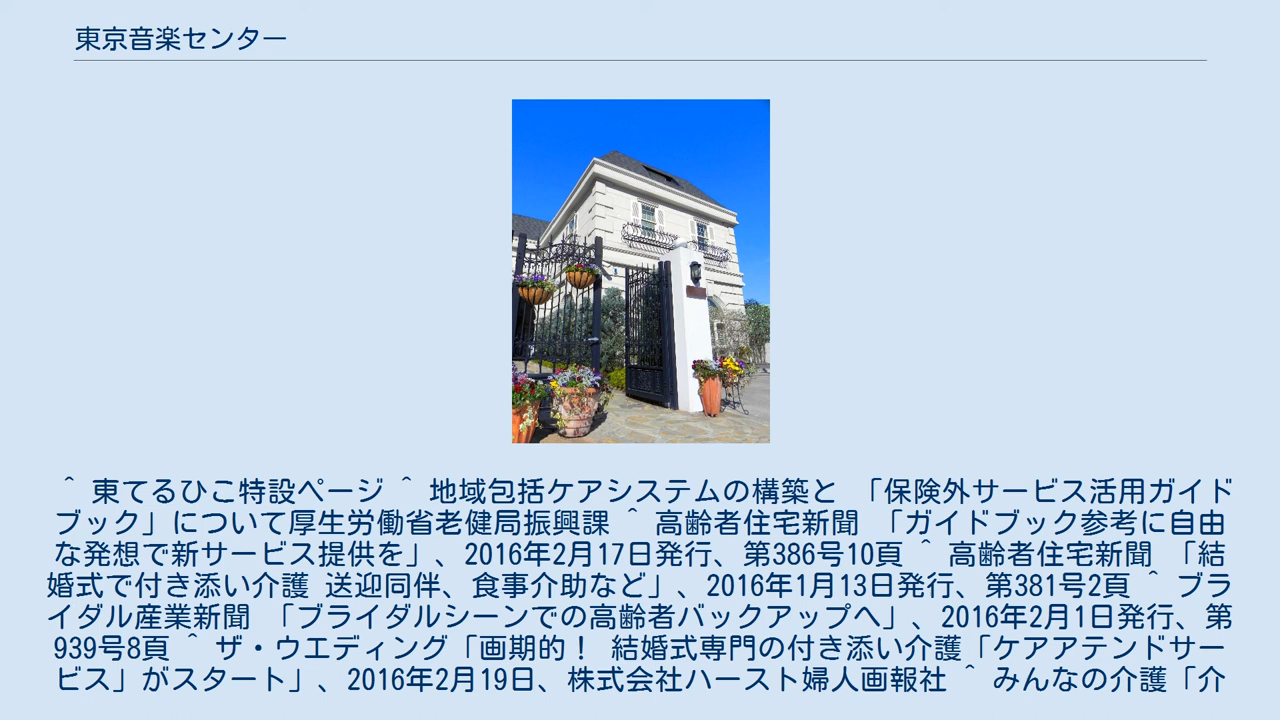 東京音楽センター
^ 東てるひこ特設ページ ^ 地域包括ケアシステムの構築と 「保険外サービス活用ガイド
ブック」について厚生労働省老健局振興課 ^ 高齢者住宅新聞 「ガイドブック参考に自由
な発想で新サービス提供を」、2016年2月17日発行、第386号10頁 ^ 高齢者住宅新聞 「結
婚式で付き添い介護 送迎同伴、食事介助など」、2016年1月13日発行、第381号2頁 ^ ブラ
イダル産業新聞 「ブライダルシーンでの高齢者バックアップへ」、2016年2月1日発行、第
939号8頁 ^ ザ・ウエディング「画期的！ 結婚式専門の付き添い介護「ケアアテンドサー
ビス」がスタート」、2016年2月19日、株式会社ハースト婦人画報社 ^ みんなの介護「介